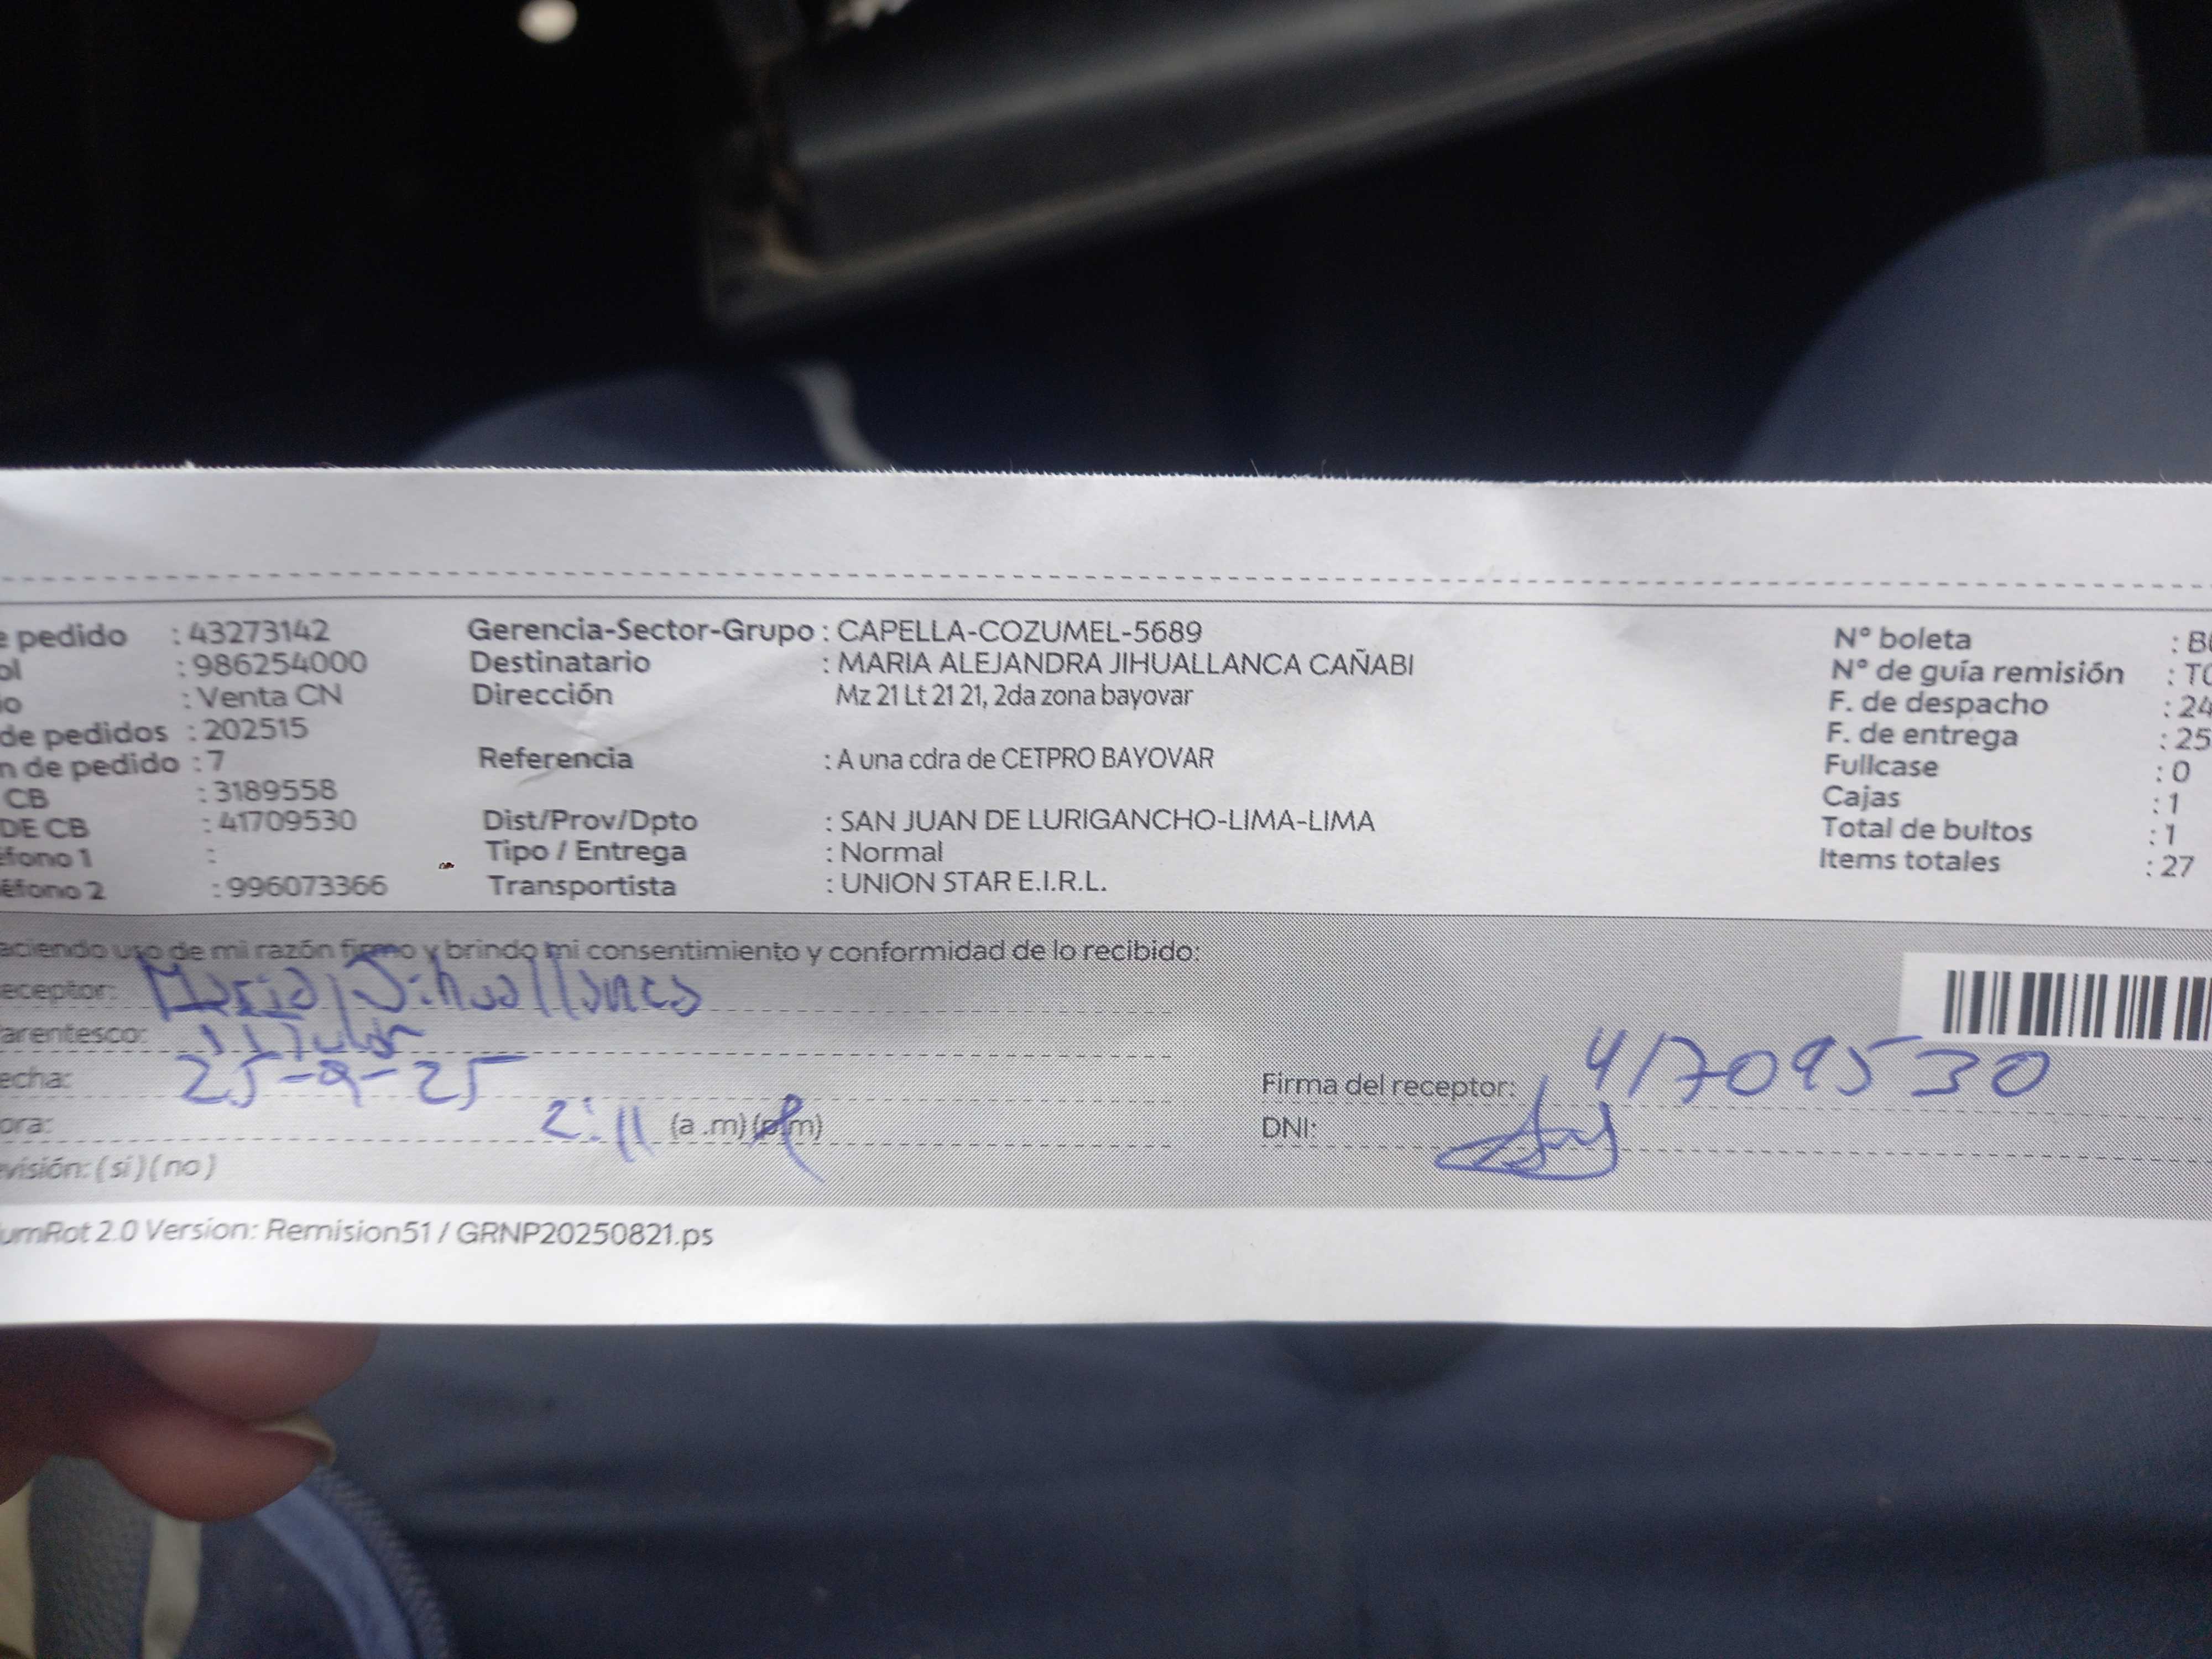 e pedido : 43273142 Gerencia-Sector-Grupo : CAPELLA-COZUMEL-5689 N° boleta : B
ol : 986254000 Destinatario : MARIA ALEJANDRA JIHUALLANCA CAÑABI N° de guía remisión : T
o : Venta CN Dirección Mz 21 Lt 21 21, 2da zona bayovar F. de despacho : 24
de pedidos : 202515 F. de entrega : 25
n de pedido : 7 Referencia : A una cdra de CETPRO BAYOVAR Fullcase : 0
CB : 3189558 Cajas : 1
DE CB : 41709530 Dist/Prov/Dpto : SAN JUAN DE LURIGANCHO-LIMA-LIMA Total de bultos : 1
éfono 1 : Tipo / Entrega : Normal Items totales : 27
éfono 2 : 996073366 Transportista : UNION STAR E.I.R.L.
aciendo uso de mi razón firmo y brindo mi consentimiento y conformidad de lo recibido:
eceptor: Maria Jihuallanca
arentesco: Titular
echa: 25-9-25 Firma del receptor: 41709530
ora: 2:11 (a .m) (p.m) DNI:
visión: (si) (no)
umRot 2.0 Version: Remision51 / GRNP20250821.ps